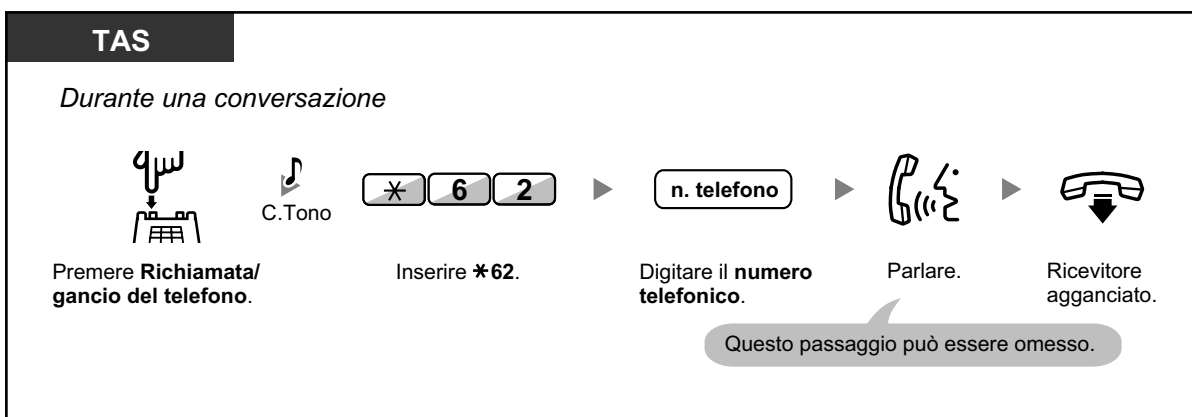 TAS
Durante una conversazione
C.Tono
* 6 2
n. telefono
Premere Richiamata/
gancio del telefono.
Inserire *62.
Digitare il numero
telefonico.
Parlare.
Ricevitore
agganciato.
Questo passaggio può essere omesso.